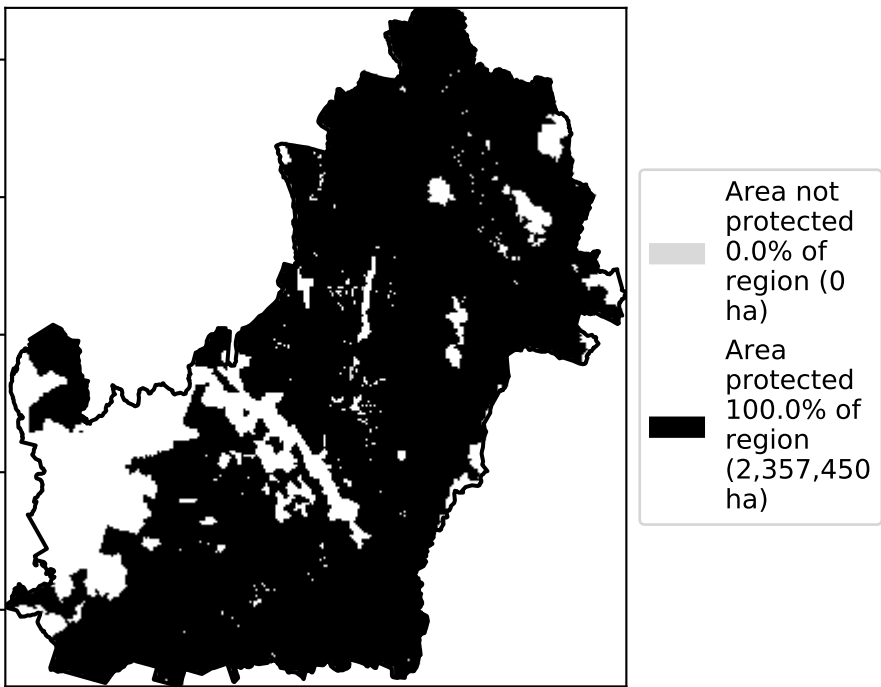 Area not
protected
0.0% of
region (0
ha)
Area
protected
100.0% of
region
(2,357,450
ha)